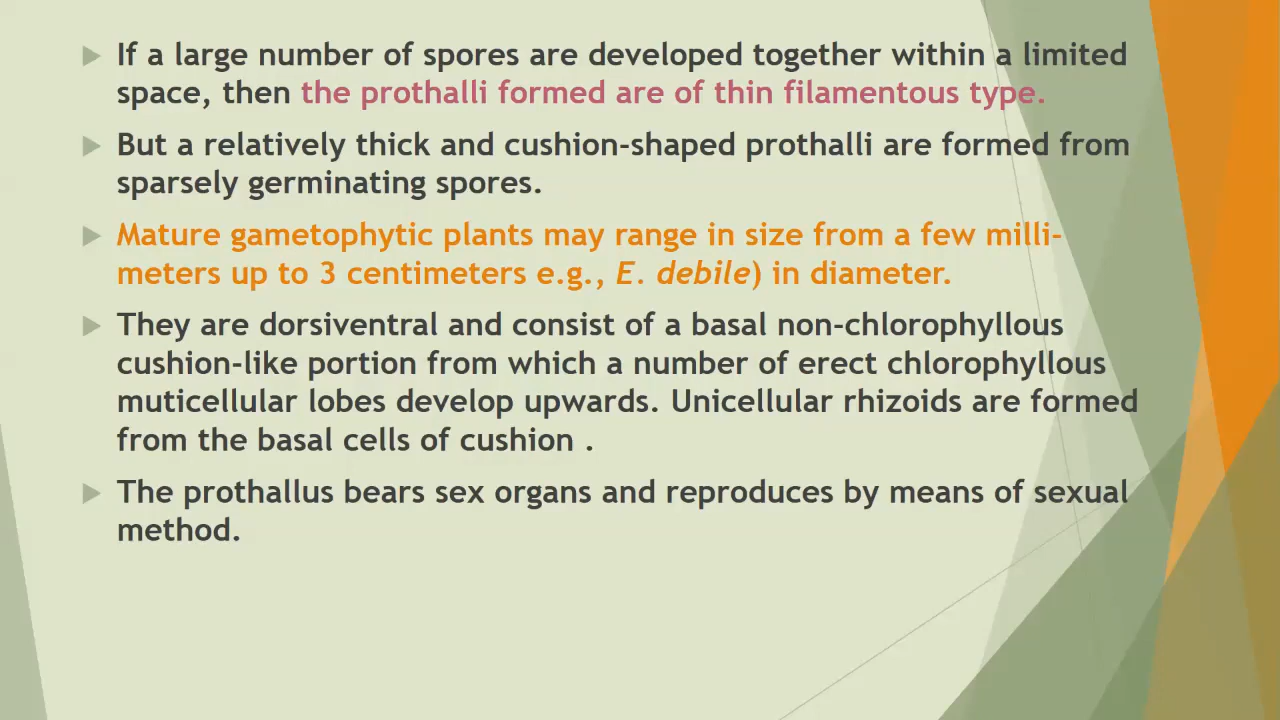 If a large number of spores are developed together within a limited
space, then the prothalli formed are of thin filamentous type.
But a relatively thick and cushion-shaped prothalli are formed from
sparsely germinating spores.
Mature gametophytic plants may range in size from a few milli-
meters up to 3 centimeters e.g., E. debile) in diameter.
They are dorsiventral and consist of a basal non-chlorophyllous
cushion-like portion from which a number of erect chlorophyllous
muticellular lobes develop upwards. Unicellular rhizoids are formed
from the basal cells of cushion .
The prothallus bears sex organs and reproduces by means of sexual
method.